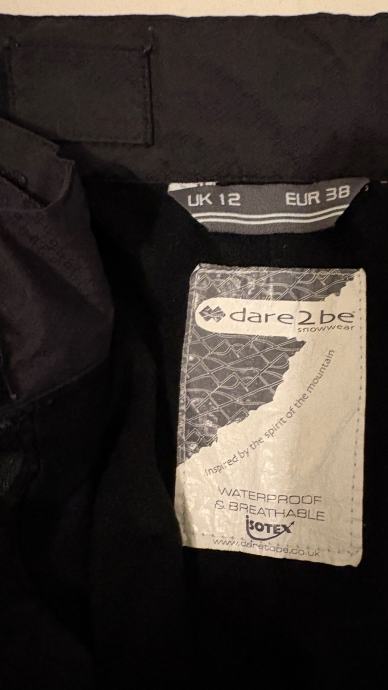 UK 12 EUR 38
dare2be
snowwear
inspired by the spirit of the mountain
WATERPROOF
& BREATHABLE
isotex
www.dare2be.co.uk